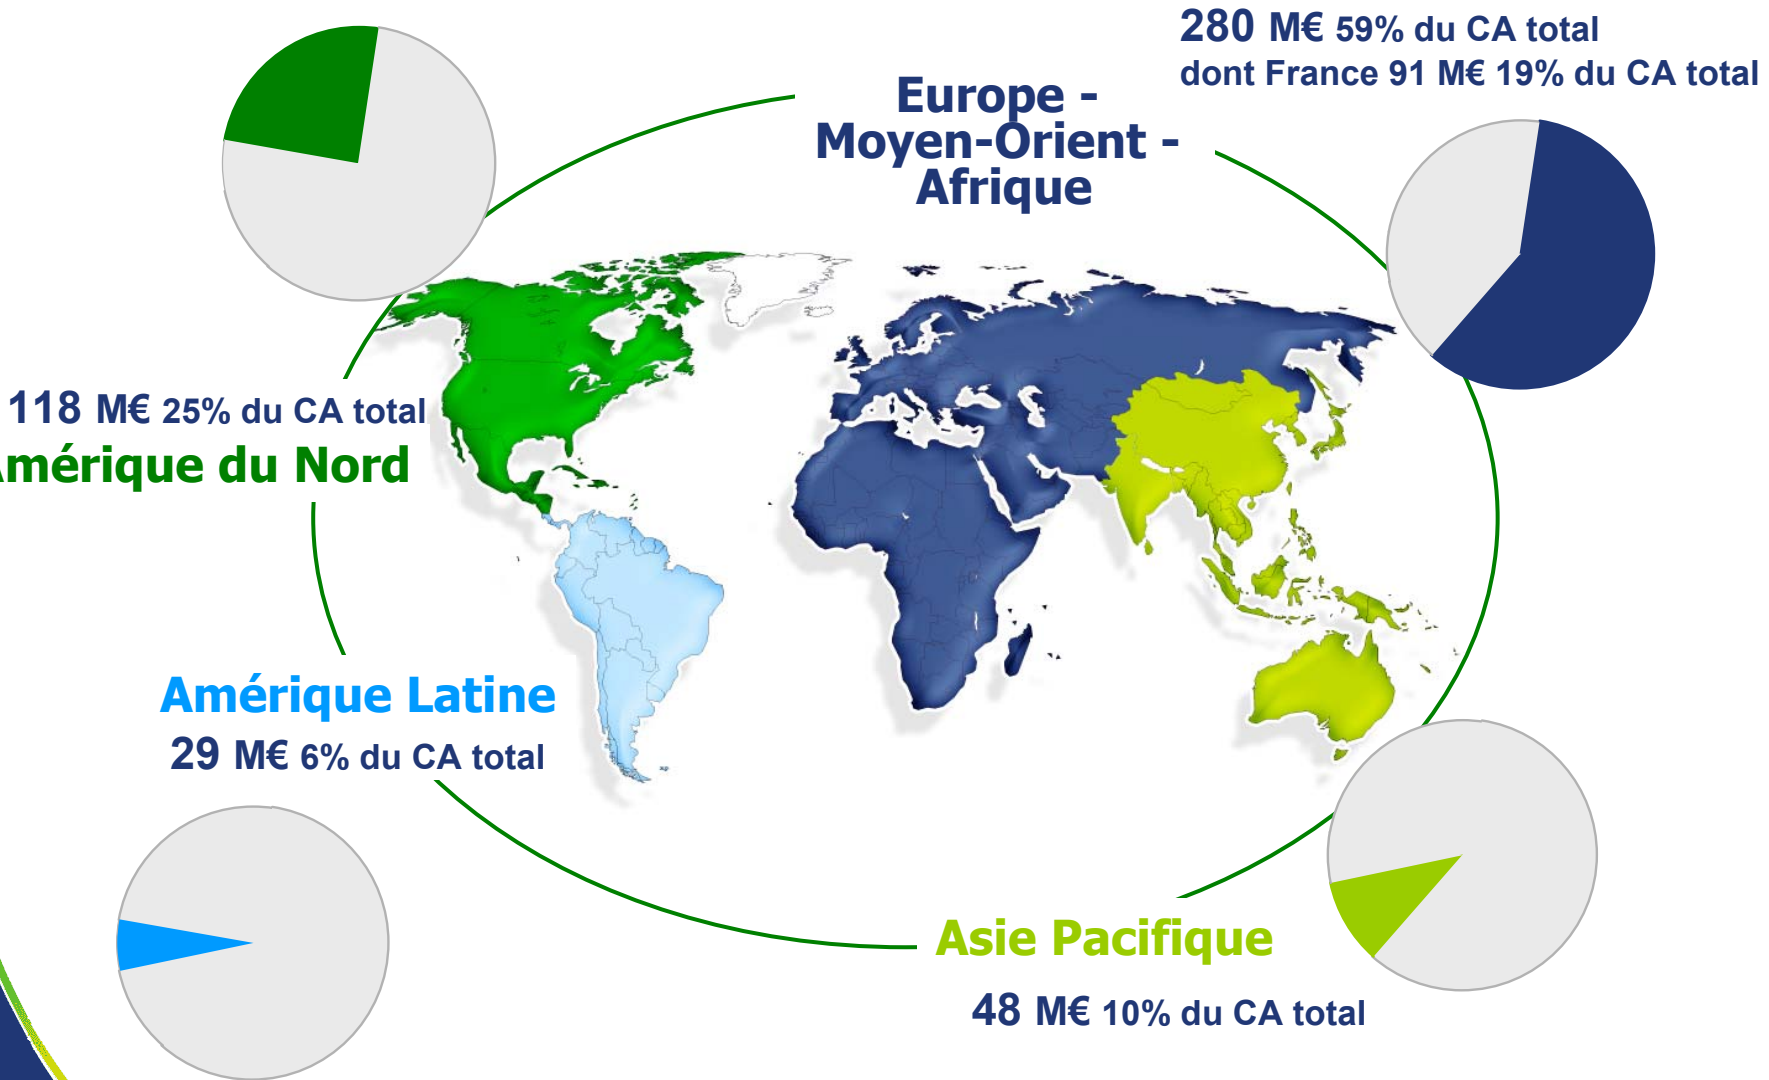 280 M€ 59% du CA total
dont France 91 M€ 19% du CA total
Europe -
Moyen-Orient -
Afrique
118 M€ 25% du CA total
Amérique du Nord
Amérique Latine
29 M€ 6% du CA total
Asie Pacifique
48 M€ 10% du CA total